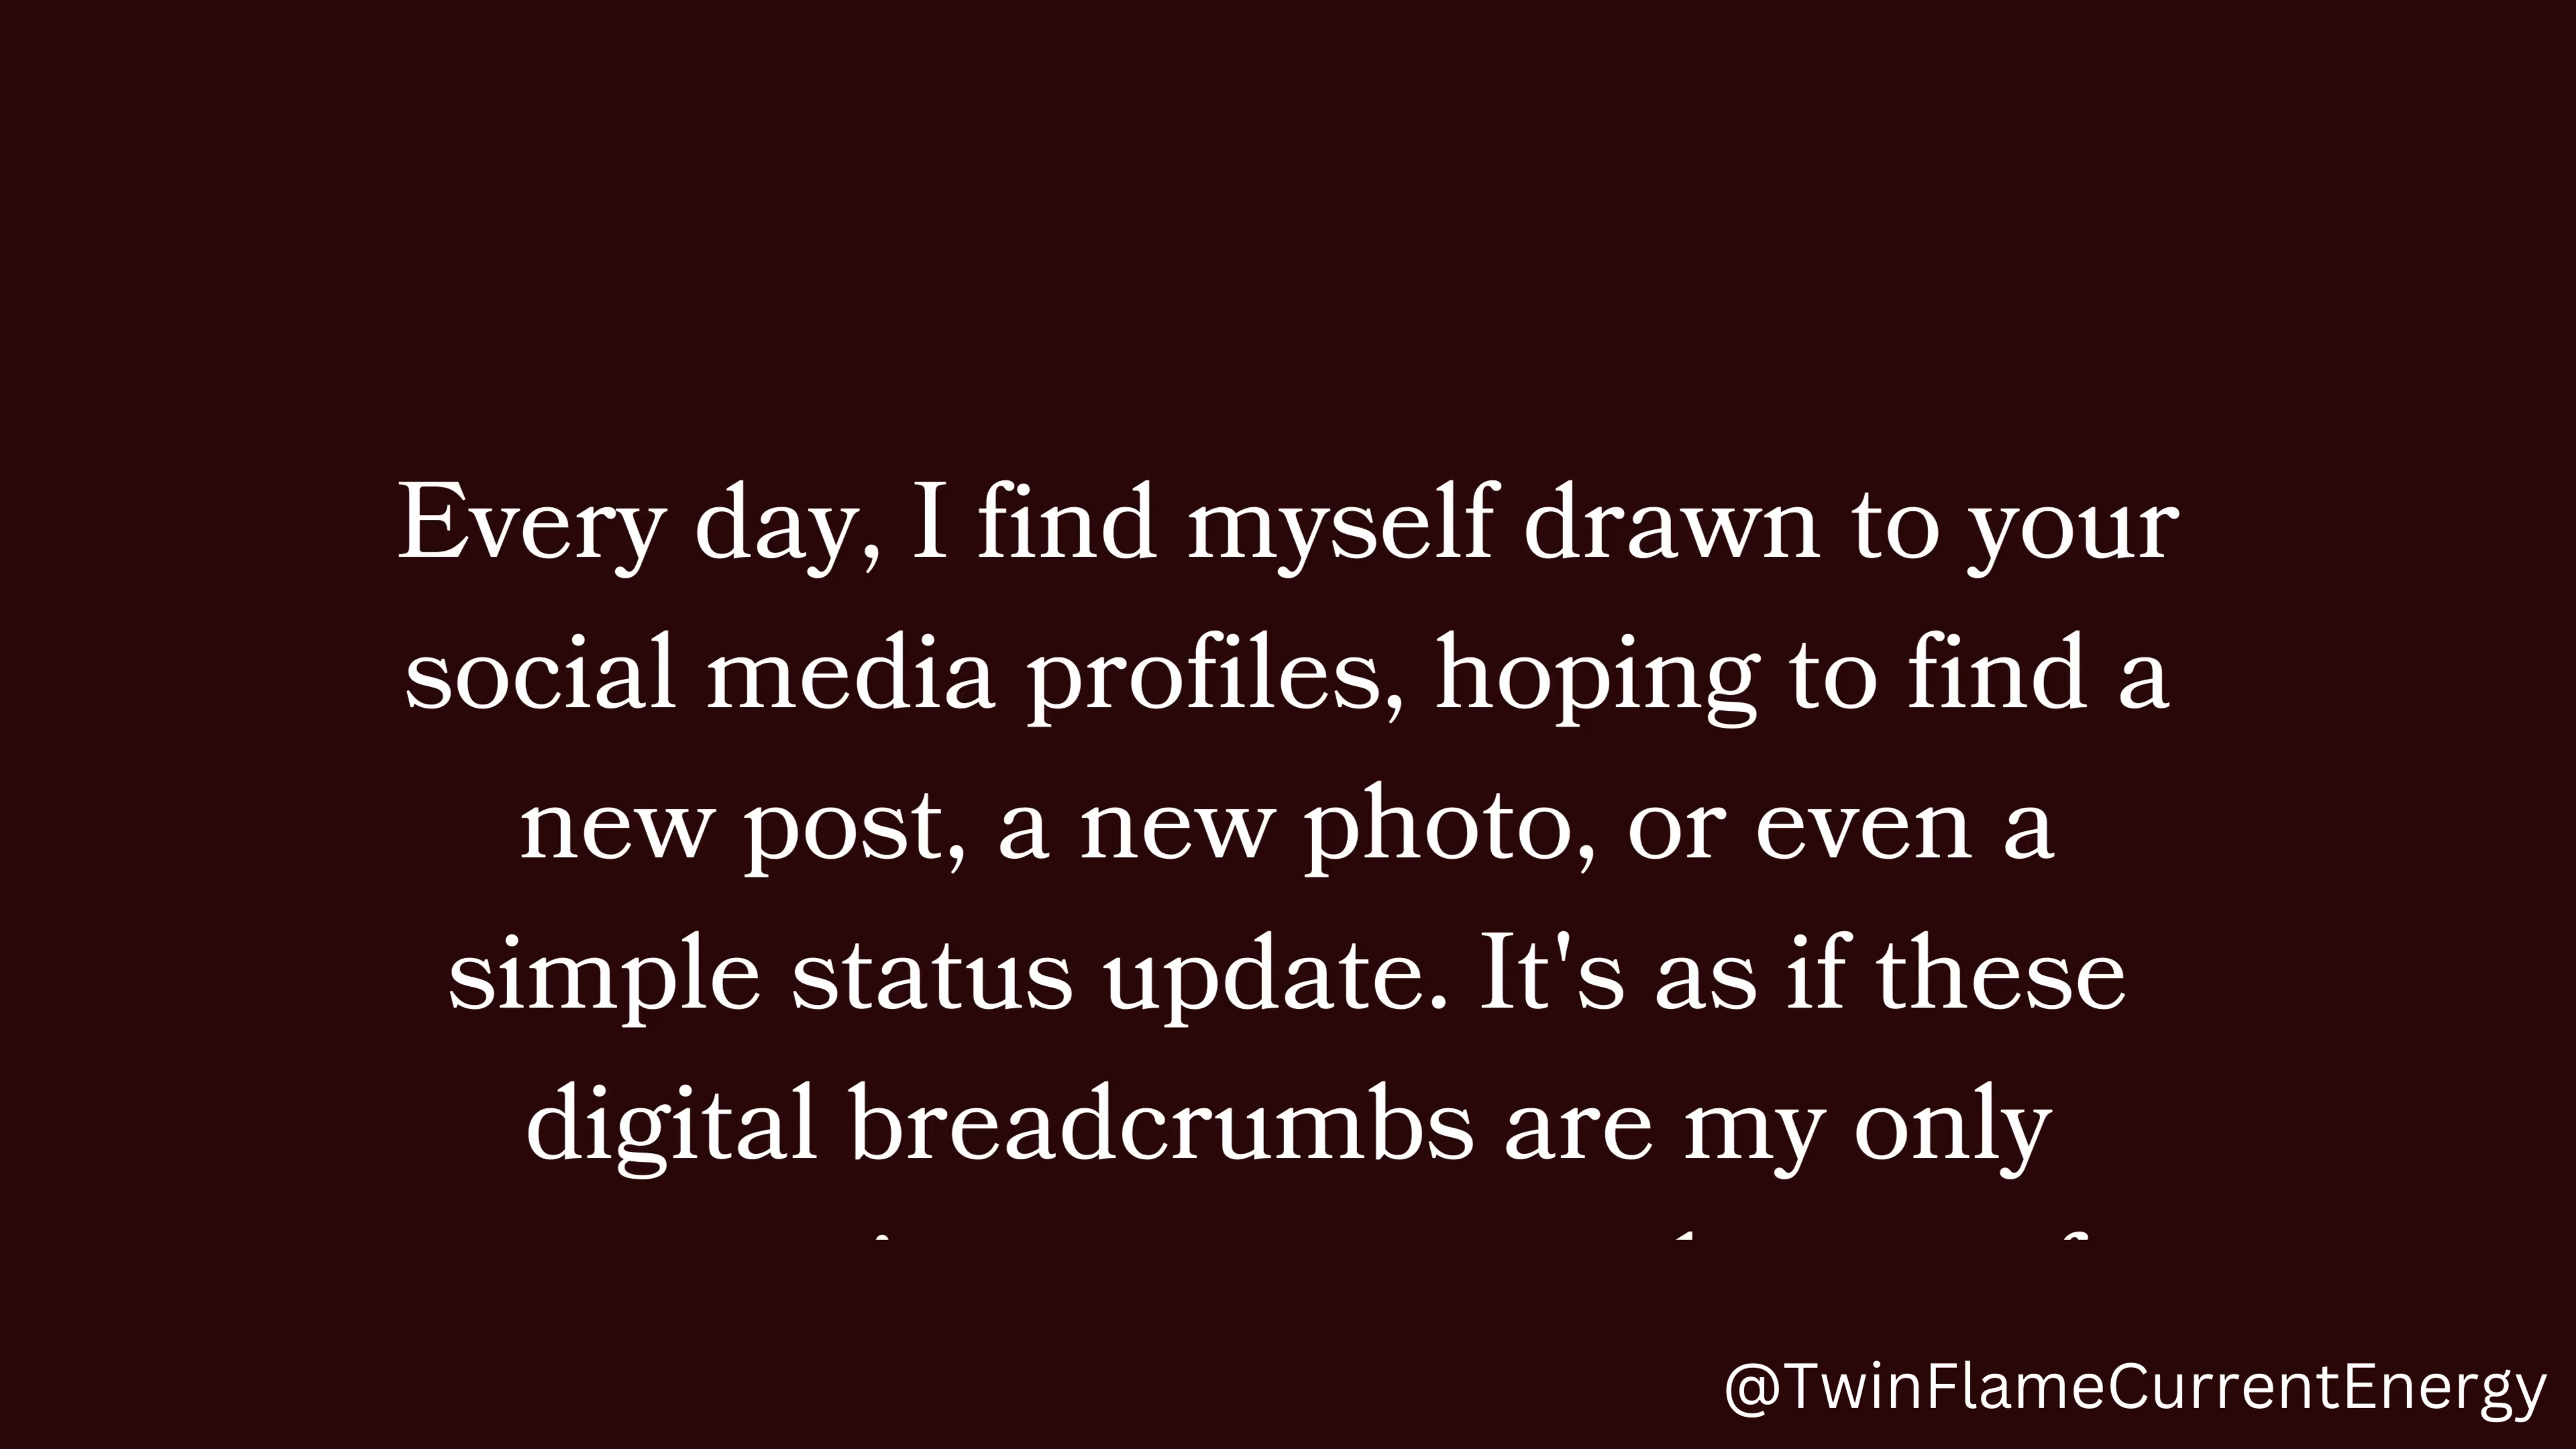 Every day, I find myself drawn to your
social media profiles, hoping to find a
new post, a new photo, or even a
simple status update. It's as if these
digital breadcrumbs are my only
@TwinFlameCurrentEnergy